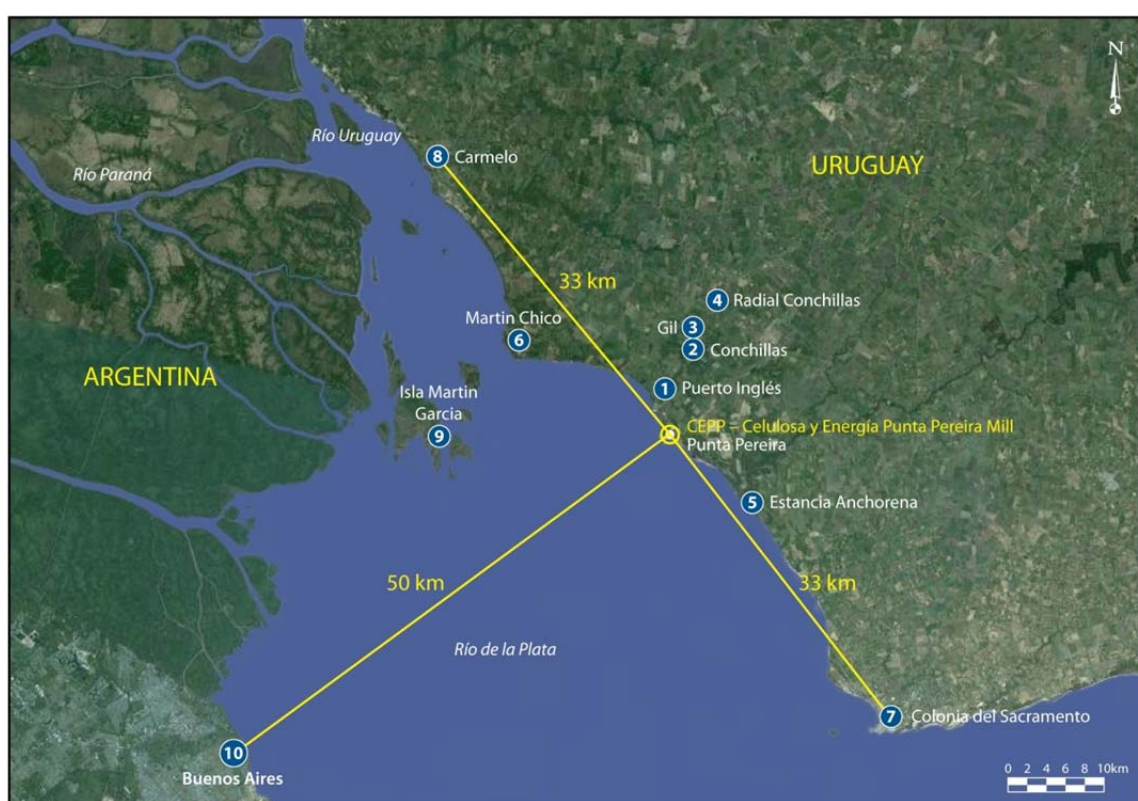 N
Río Uruguay
8 Carmelo
URUGUAY
Río Paraná
33 km
4 Radial Conchillas
Martin Chico
Gil 3
6
2 Conchillas
ARGENTINA
1 Puerto Inglés
Isla Martin
Garcia
9
CEPP – Celulosa y Energía Punta Pereira Mill
Punta Pereira
5 Estancia Anchorena
50 km
33 km
Río de la Plata
7 Colonia del Sacramento
10
Buenos Aires
0 2 4 6 8 10km